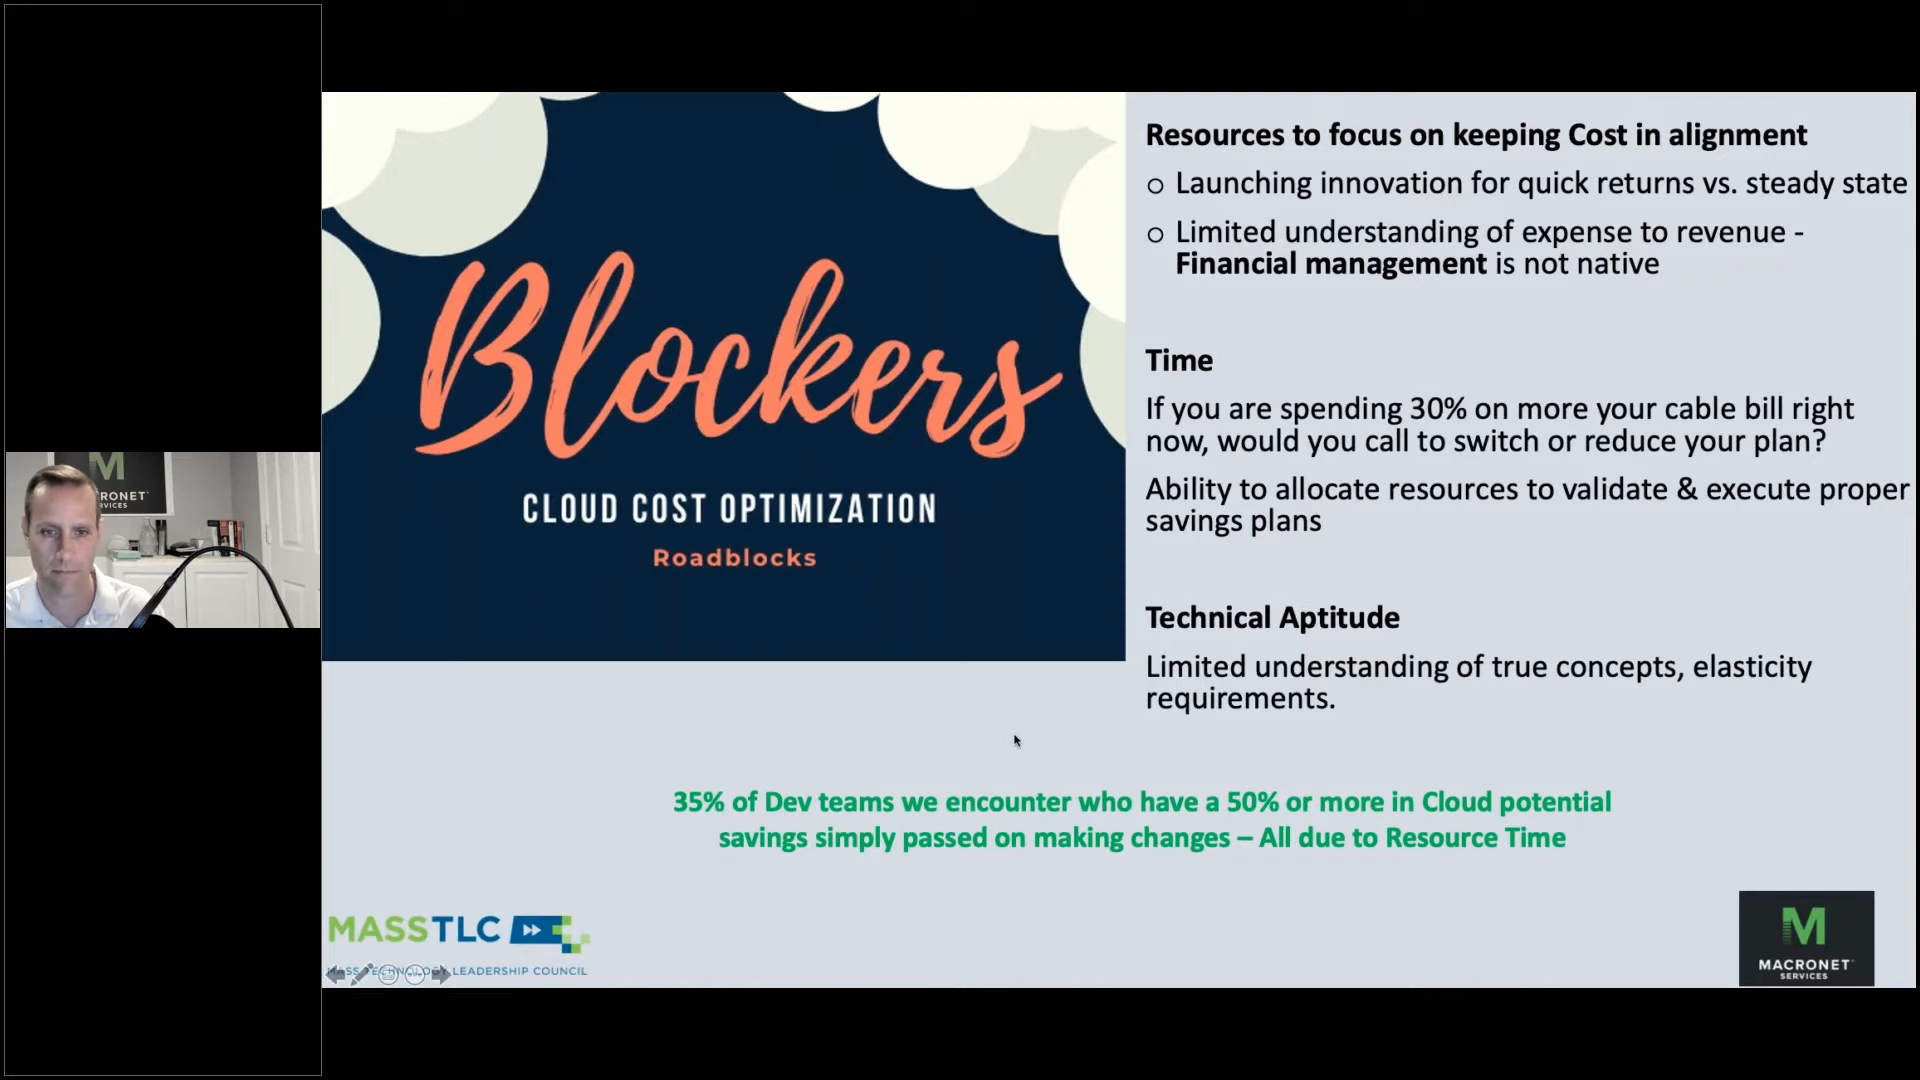 M
RONET
RVICES
Blockers
CLOUD COST OPTIMIZATION
Roadblocks
Resources to focus on keeping Cost in alignment
o Launching innovation for quick returns vs. steady state
o Limited understanding of expense to revenue -
Financial management is not native
Time
If you are spending 30% on more your cable bill right
now, would you call to switch or reduce your plan?
Ability to allocate resources to validate & execute proper
savings plans
Technical Aptitude
Limited understanding of true concepts, elasticity
requirements.
35% of Dev teams we encounter who have a 50% or more in Cloud potential
savings simply passed on making changes – All due to Resource Time
MASSTLC
MASS TECHNOLOGY LEADERSHIP COUNCIL
M
MACRONET
SERVICES